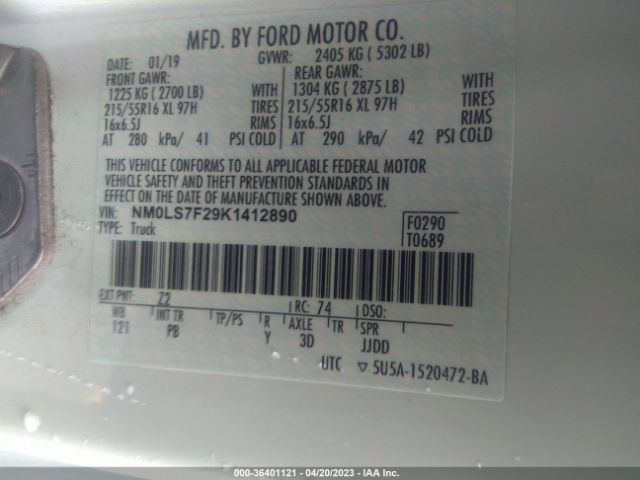 MFD. BY FORD MOTOR CO.
DATE: 01/19 GVWR: 2405 KG ( 5302 LB)
FRONT GAWR: REAR GAWR:
1225 KG ( 2700 LB) WITH 1304 KG ( 2875 LB) WITH
215/55R16 XL 97H TIRES 215/55R16 XL 97H TIRES
16x6.5J RIMS 16x6.5J RIMS
AT 280 kPa/ 41 PSI COLD AT 290 kPa/ 42 PSI COLD
THIS VEHICLE CONFORMS TO ALL APPLICABLE FEDERAL MOTOR
VEHICLE SAFETY AND THEFT PREVENTION STANDARDS IN
EFFECT ON THE DATE OF MANUFACTURE SHOWN ABOVE.
VIN: NM0LS7F29K1412890 F0290
TYPE: Truck T0689
EXT PNT: Z2 RC: 74 DSO:
WB INT TR TP/PS R AXLE TR SPR
121 PB Y 3D JJDD
UTC ▽ 5U5A-1520472-BA
000-36401121 - 04/20/2023 - IAA Inc.